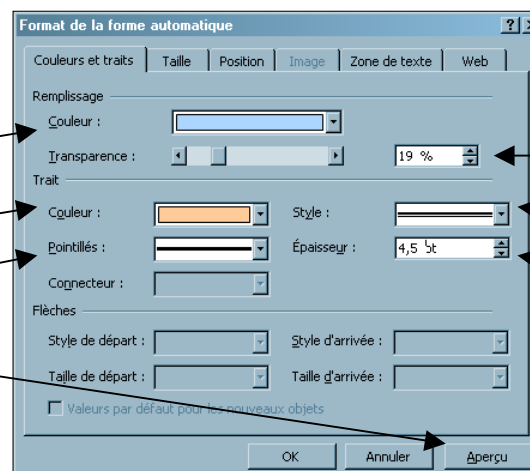 Format de la forme automatique
Couleurs et traits Taille Position Image Zone de texte Web
Remplissage
Couleur :
Transparence : 19 %
Trait
Couleur : Style :
Pointillés : Épaisseur : 4,5
Connecteur :
Flèches
Style de départ : Style d'arrivée :
Taille de départ : Taille d'arrivée :
Valeurs par défaut pour les nouveaux objets
OK Annuler Aperçu